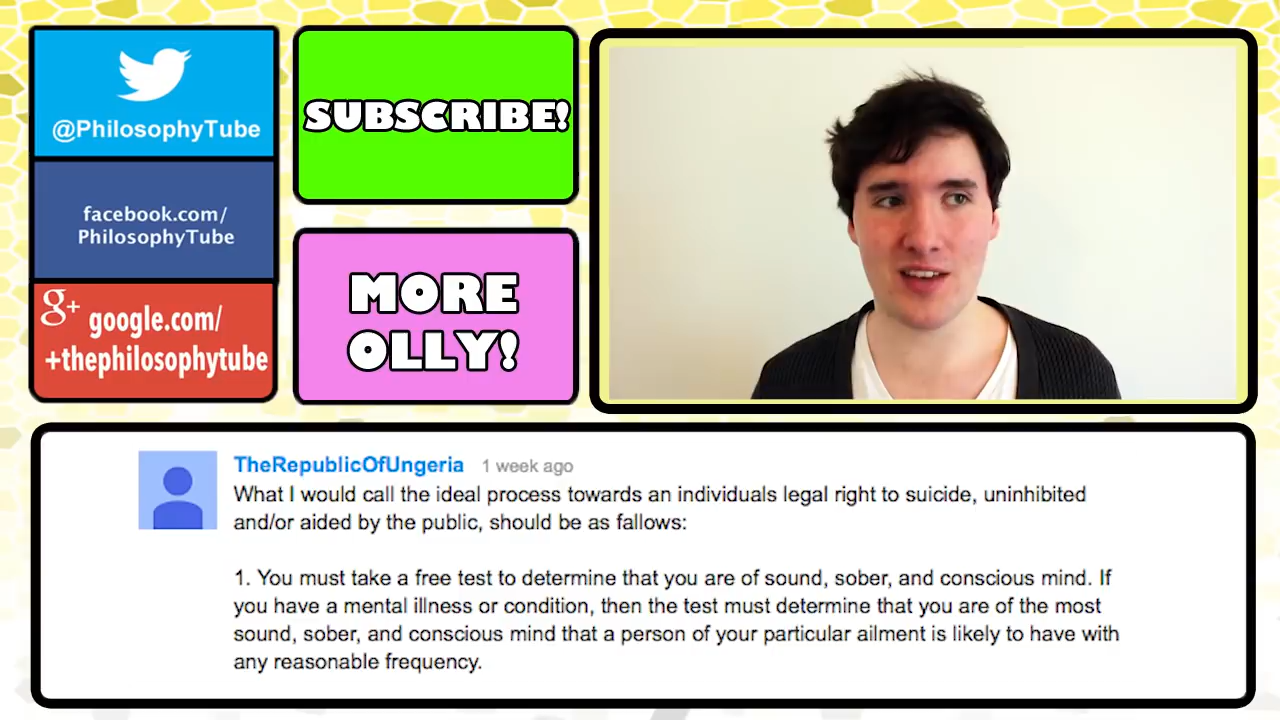 @PhilosophyTube
facebook.com/
PhilosophyTube
g+ google.com/
+thephilosophytube
SUBSCRIBE!
MORE
OLLY!
TheRepublicOfUngeria 1 week ago
What I would call the ideal process towards an individuals legal right to suicide, uninhibited
and/or aided by the public, should be as fallows:
1. You must take a free test to determine that you are of sound, sober, and conscious mind. If
you have a mental illness or condition, then the test must determine that you are of the most
sound, sober, and conscious mind that a person of your particular ailment is likely to have with
any reasonable frequency.